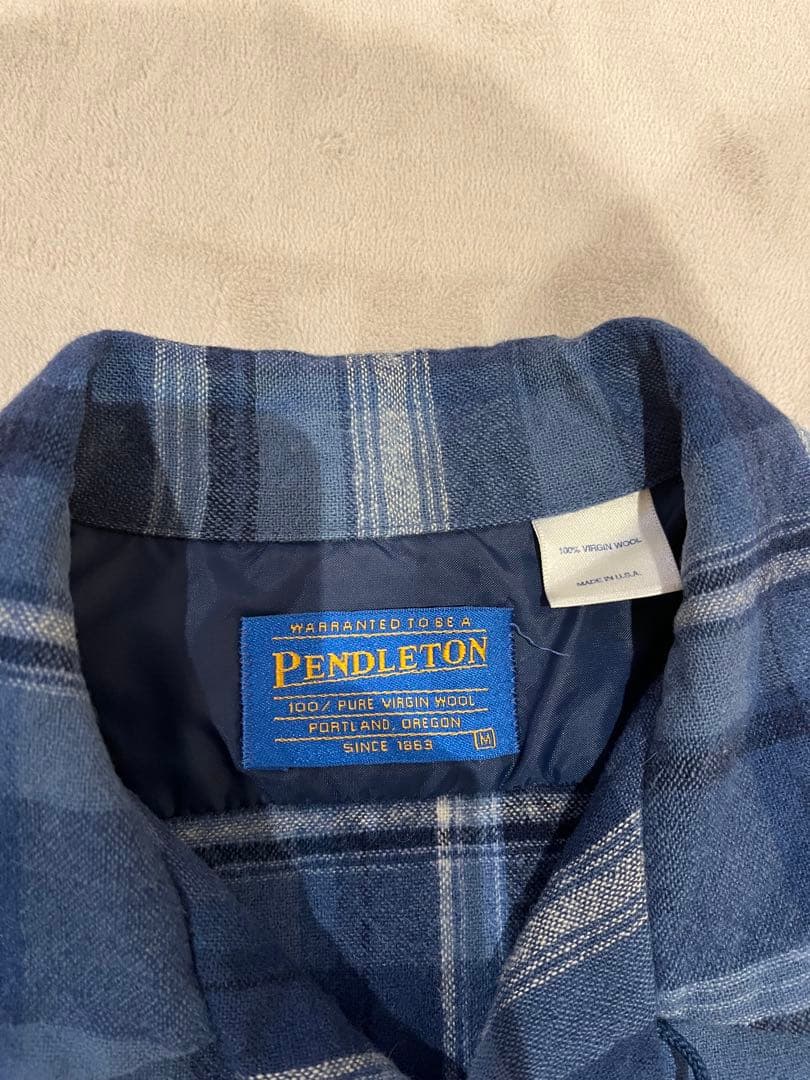 100% VIRGIN WOOL
MADE IN U.S.A.
WARRANTED TO BE A
PENDLETON
100% PURE VIRGIN WOOL
PORTLAND, OREGON
SINCE 1863
M